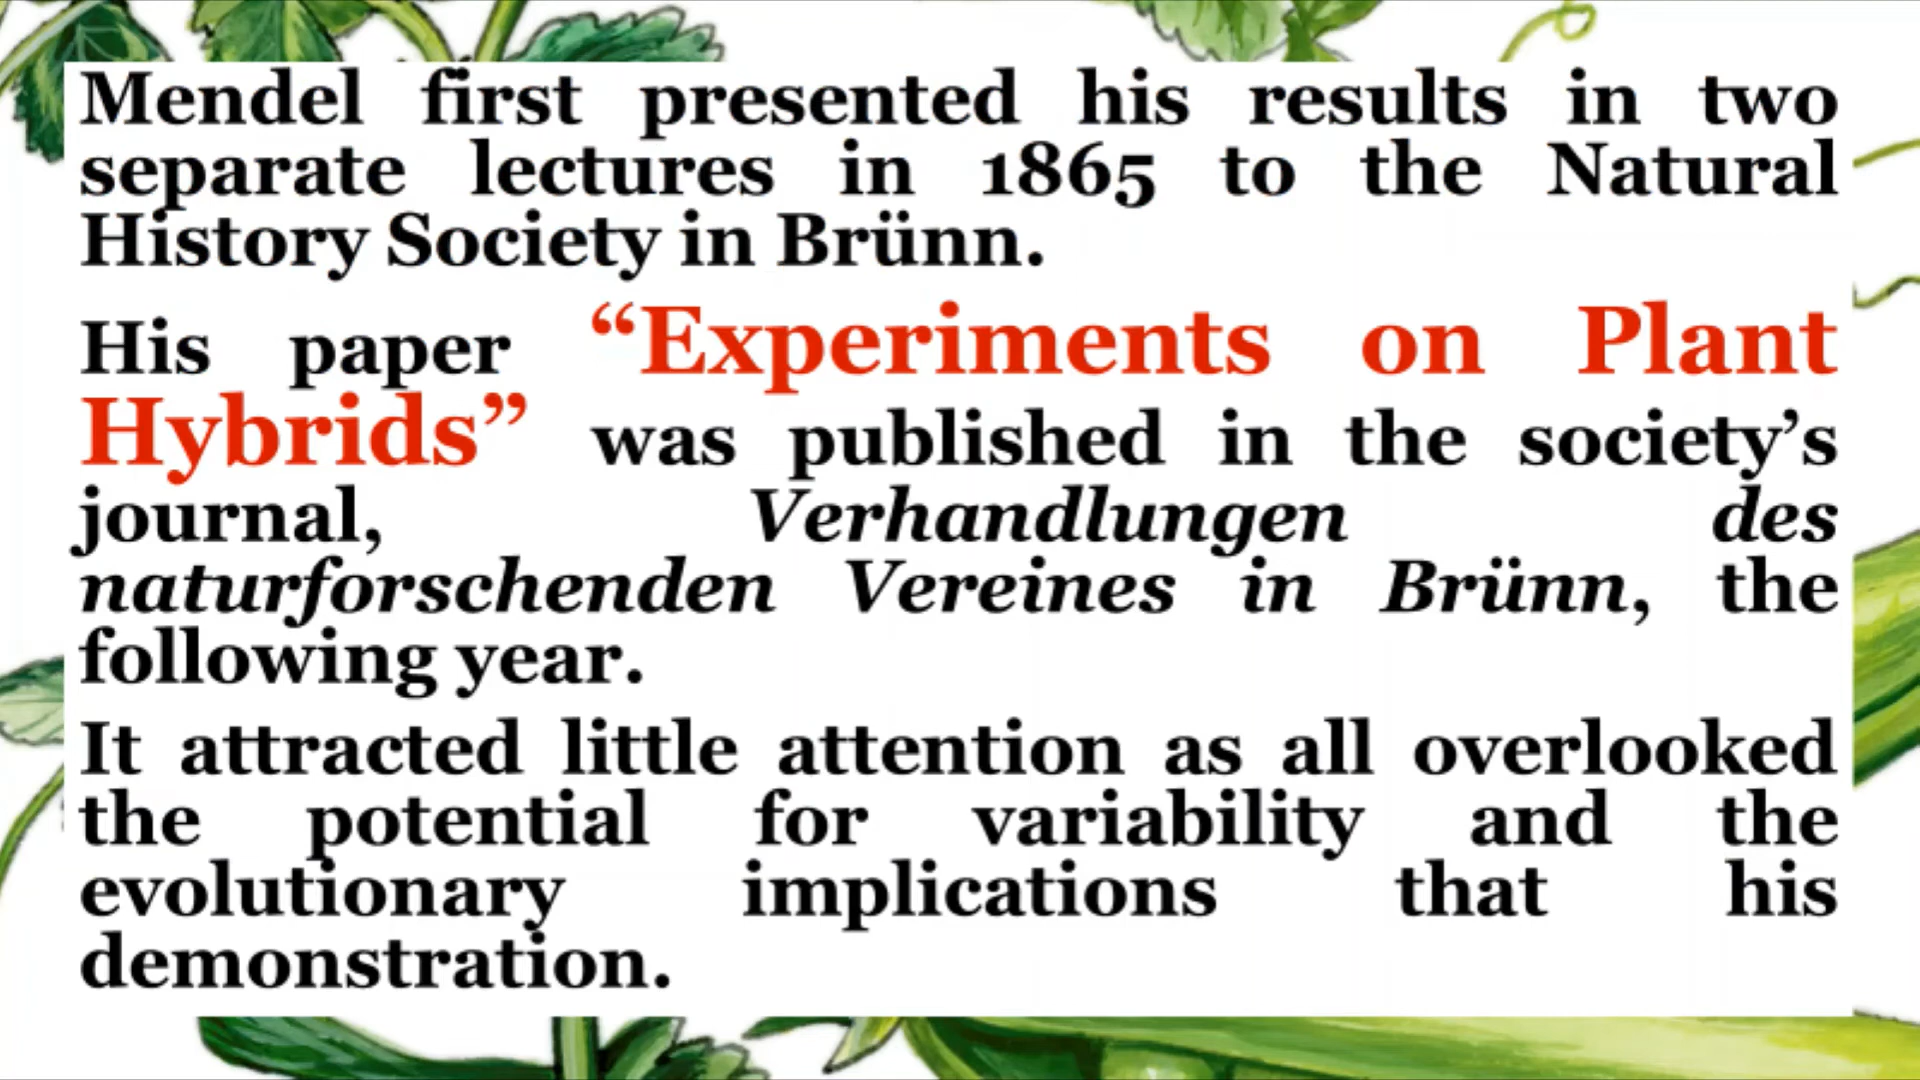 Mendel first presented his results in two
separate lectures in 1865 to the Natural
History Society in Brünn.
His paper “Experiments on Plant
Hybrids” was published in the society’s
journal, Verhandlungen des
naturforschenden Vereines in Brünn, the
following year.
It attracted little attention as all overlooked
the potential for variability and the
evolutionary implications that his
demonstration.